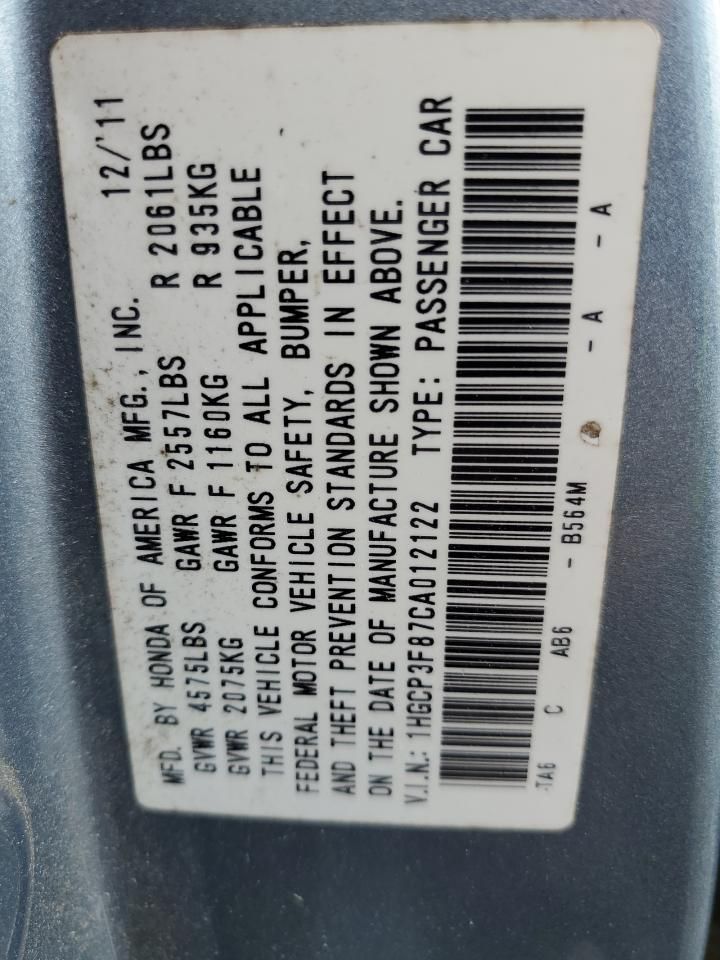 MFD. BY HONDA OF AMERICA MFG., INC. 12/'11
GVWR 4575LBS GAWR F 2557LBS R 2061LBS
GVWR 2075KG GAWR F 1160KG R 935KG
THIS VEHICLE CONFORMS TO ALL APPLICABLE
FEDERAL MOTOR VEHICLE SAFETY, BUMPER,
AND THEFT PREVENTION STANDARDS IN EFFECT
ON THE DATE OF MANUFACTURE SHOWN ABOVE.
V.I.N.: 1HGCP3F87CA012122 TYPE: PASSENGER CAR
TA6 C AB6 - B564M - A - A